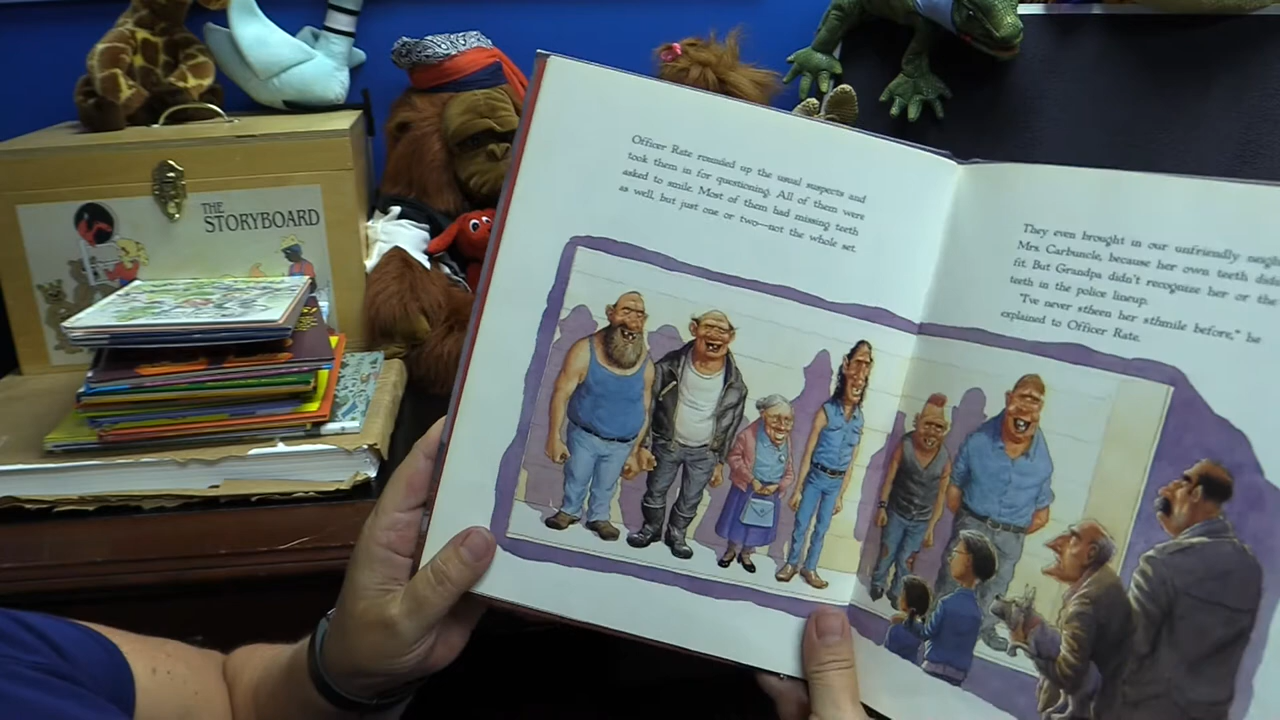 THE
STORYBOARD
Officer Rate rounded up the usual suspects and
took them in for questioning. All of them were
asked to smile. Most of them had missing teeth
as well, but just one or two—not the whole set.
They even brought in our unfriendly
Mrs. Carbuncle, because her own teeth
fit. But Grandpa didn't recognize her or the
teeth in the police lineup.
"I've never stheen her sthmile before," he
explained to Officer Rate.